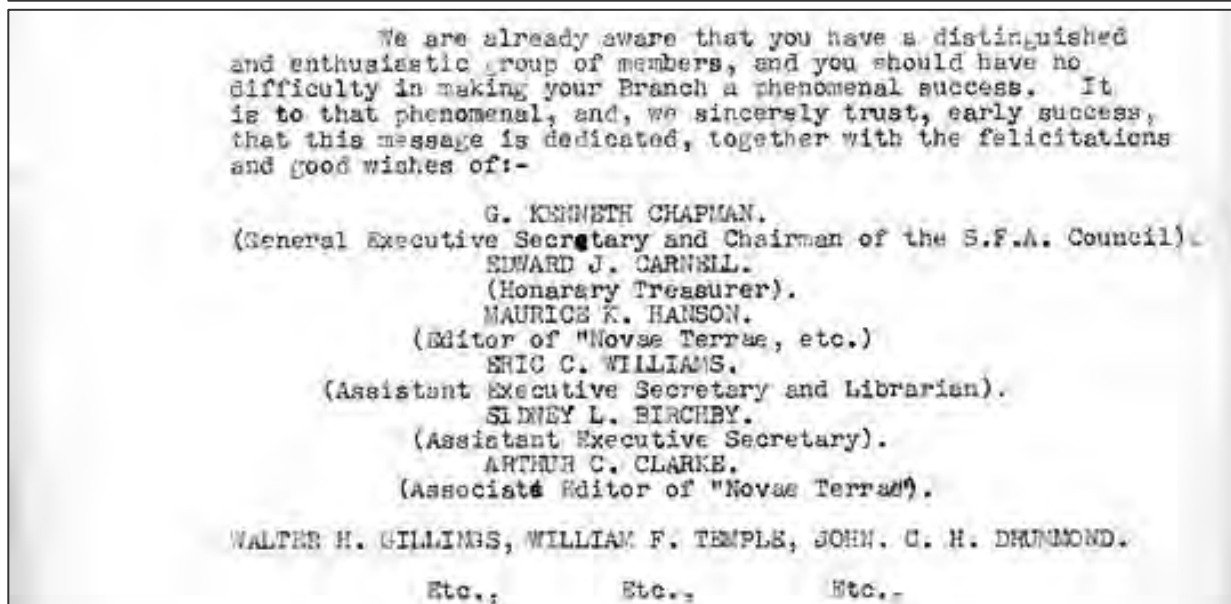 We are already aware that you have a distinguished
and enthusiastic group of members, and you should have no
difficulty in making your Branch a phenomenal success. It
is to that phenomenal, and, we sincerely trust, early success,
that this message is dedicated, together with the felicitations
and good wishes of:-
G. KENNETH CHAPMAN.
(General Executive Secretary and Chairman of the S.F.A. Council).
EDWARD J. CARNELL.
(Honarary Treasurer).
MAURICE K. HANSON.
(Editor of "Novae Terrae, etc.)
ERIC C. WILLIAMS.
(Assistant Executive Secretary and Librarian).
SIDNEY L. BIRCHBY.
(Assistant Executive Secretary).
ARTHUR C. CLARKE.
(Associate Editor of "Novae Terrae").
WALTER H. GILLINGS, WILLIAM F. TEMPLE, JOHN. C. H. DRUMMOND.
Etc., Etc., Etc.-